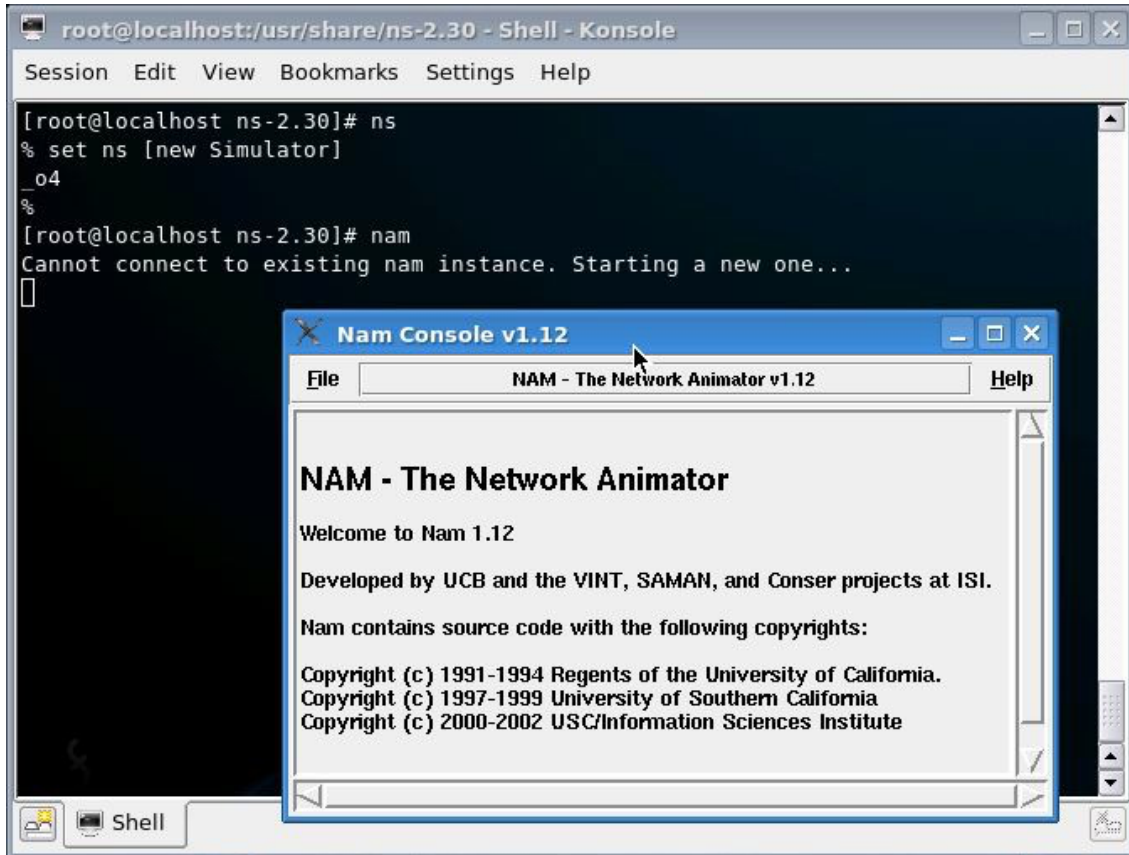 root@localhost:/usr/share/ns-2.30 - Shell - Konsole
Session Edit View Bookmarks Settings Help
[root@localhost ns-2.30]# ns
% set ns [new Simulator]
_o4
%
[root@localhost ns-2.30]# nam
Cannot connect to existing nam instance. Starting a new one...
Nam Console v1.12
File NAM - The Network Animator v1.12 Help
NAM - The Network Animator
Welcome to Nam 1.12
Developed by UCB and the VINT, SAMAN, and Conser projects at ISI.
Nam contains source code with the following copyrights:
Copyright (c) 1991-1994 Regents of the University of California.
Copyright (c) 1997-1999 University of Southern California
Copyright (c) 2000-2002 USC/Information Sciences Institute
Shell